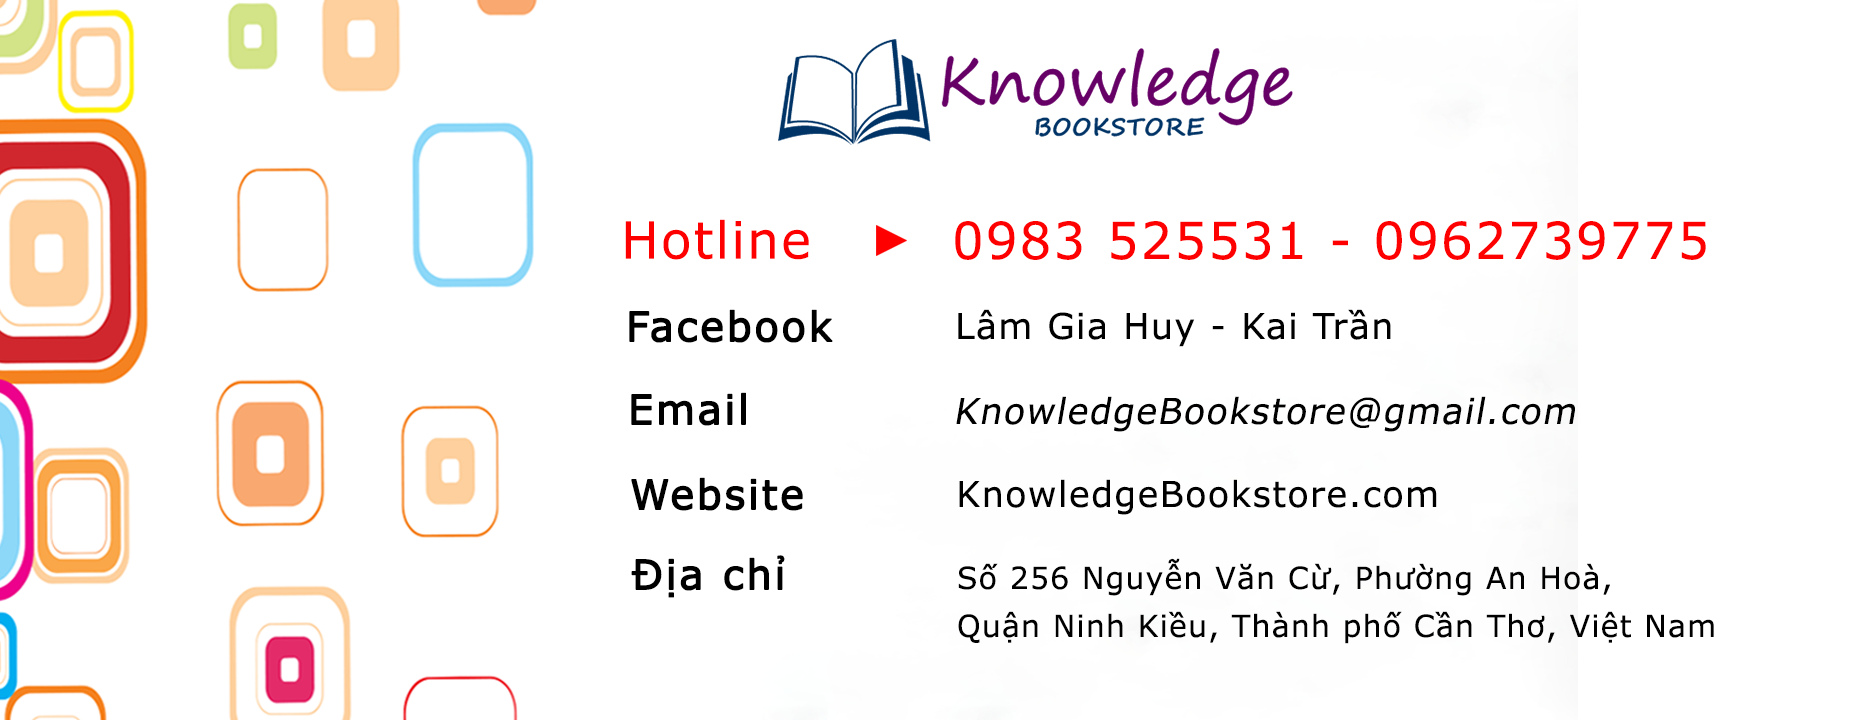 Knowledge
BOOKSTORE
Hotline ► 0983 525531 - 0962739775
Facebook Lâm Gia Huy - Kai Trần
Email KnowledgeBookstore@gmail.com
Website KnowledgeBookstore.com
Địa chỉ Số 256 Nguyễn Văn Cừ, Phường An Hoà,
Quận Ninh Kiều, Thành phố Cần Thơ, Việt Nam